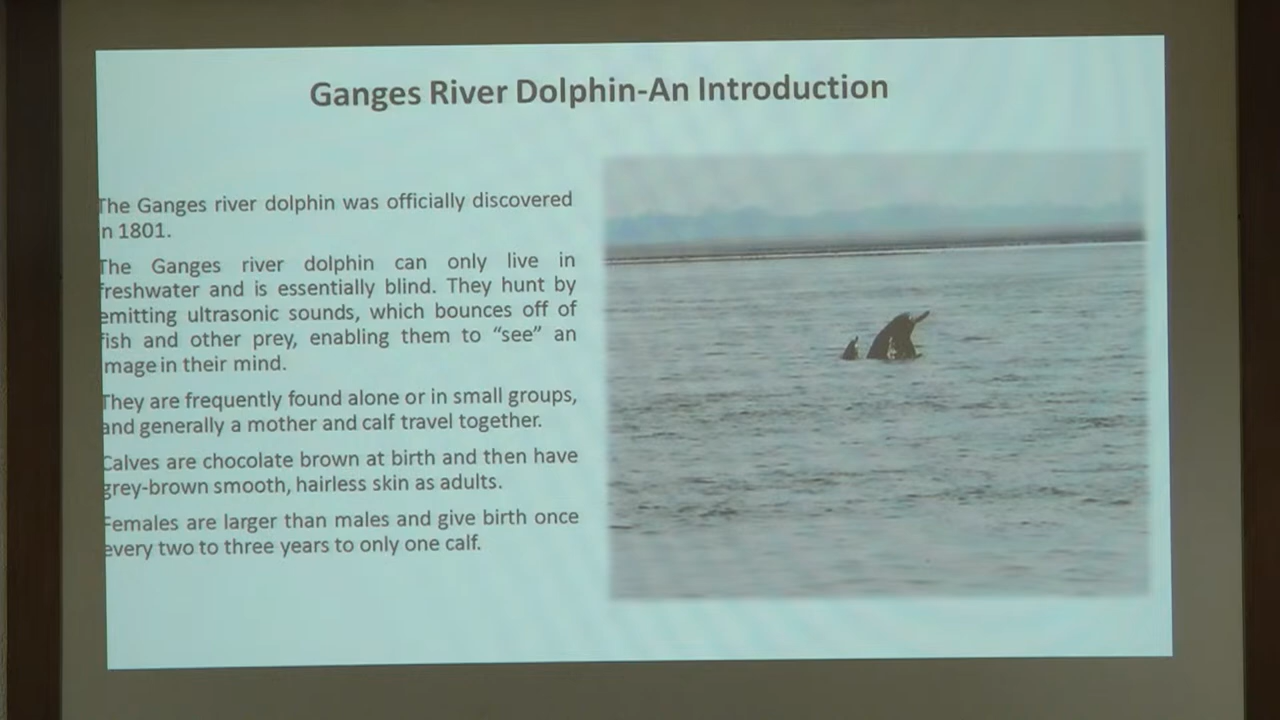 Ganges River Dolphin-An Introduction
The Ganges river dolphin was officially discovered
n 1801.
The Ganges river dolphin can only live in
freshwater and is essentially blind. They hunt by
emitting ultrasonic sounds, which bounces off of
fish and other prey, enabling them to “see” an
mage in their mind.
They are frequently found alone or in small groups,
and generally a mother and calf travel together.
Calves are chocolate brown at birth and then have
grey-brown smooth, hairless skin as adults.
Females are larger than males and give birth once
every two to three years to only one calf.